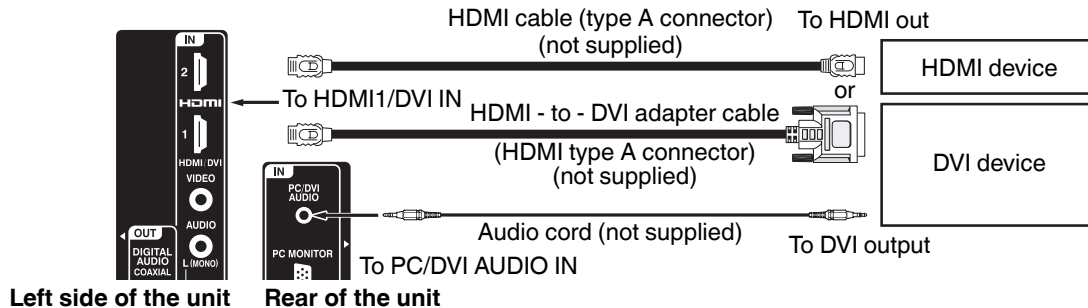 HDMI cable (type A connector)
(not supplied)
To HDMI out
HDMI device
or
To HDMI1/DVI IN
HDMI - to - DVI adapter cable
(HDMI type A connector)
(not supplied)
DVI device
Audio cord (not supplied)
To DVI output
To PC/DVI AUDIO IN
IN
2
HDMI
1
HDMI/DVI
VIDEO
AUDIO
L (MONO)
OUT
DIGITAL
AUDIO
COAXIAL
IN
PC/DVI
AUDIO
PC MONITOR
Left side of the unit
Rear of the unit